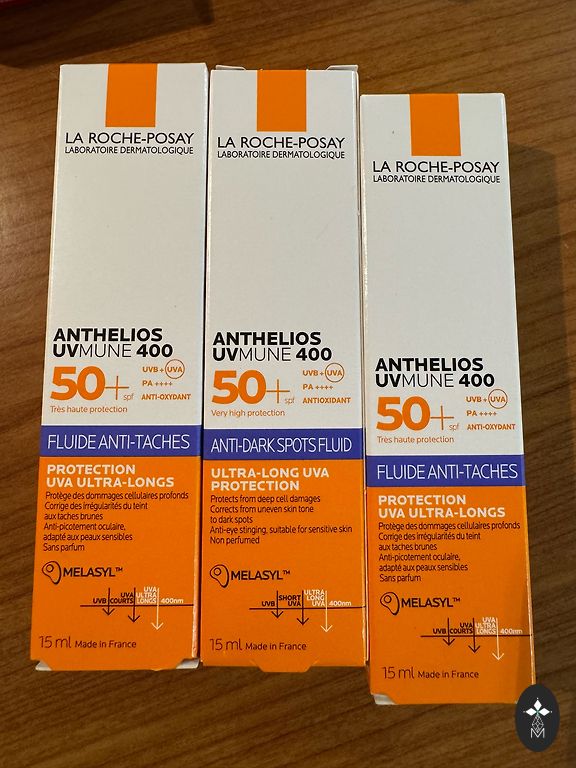 LA ROCHE-POSAY
LABORATOIRE DERMATOLOGIQUE
ANTHELIOS
UVMUNE 400
50+ spf
UVB + UVA
PA ++++
ANTI-OXYDANT
Très haute protection
FLUIDE ANTI-TACHES
PROTECTION
UVA ULTRA-LONGS
Protège des dommages cellulaires profonds
Corrige des irrégularités du teint
aux taches brunes
Anti-picotement oculaire,
adapté aux peaux sensibles
Sans parfum
MELASYL™
UVB
UVA COURTS
UVA ULTRA LONGS
400nm
15 ml Made in France
LA ROCHE-POSAY
LABORATOIRE DERMATOLOGIQUE
ANTHELIOS
UVMUNE 400
50+ spf
UVB + UVA
PA ++++
ANTIOXIDANT
Very high protection
ANTI-DARK SPOTS FLUID
ULTRA-LONG UVA
PROTECTION
Protects from deep cell damages
Corrects from uneven skin tone
to dark spots
Anti-eye stinging, suitable for sensitive skin
Non perfumed
MELASYL™
UVB
SHORT UVA
ULTRA LONG UVA
400nm
15 ml Made in France
LA ROCHE-POSAY
LABORATOIRE DERMATOLOGIQUE
ANTHELIOS
UVMUNE 400
50+ spf
UVB + UVA
PA ++++
ANTI-OXYDANT
Très haute protection
FLUIDE ANTI-TACHES
PROTECTION
UVA ULTRA-LONGS
Protège des dommages cellulaires profonds
Corrige des irrégularités du teint
aux taches brunes
Anti-picotement oculaire,
adapté aux peaux sensibles
Sans parfum
MELASYL™
UVB
UVA COURTS
UVA ULTRA LONGS
400nm
15 ml Made in France
M